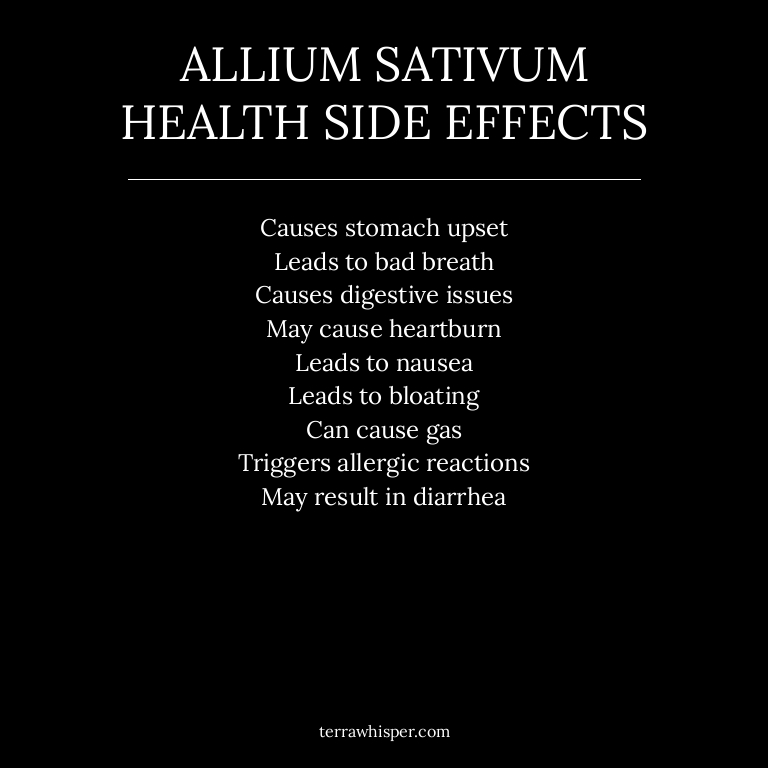 ALLIUM SATIVUM
HEALTH SIDE EFFECTS
Causes stomach upset
Leads to bad breath
Causes digestive issues
May cause heartburn
Leads to nausea
Leads to bloating
Can cause gas
Triggers allergic reactions
May result in diarrhea
terrawhisper.com